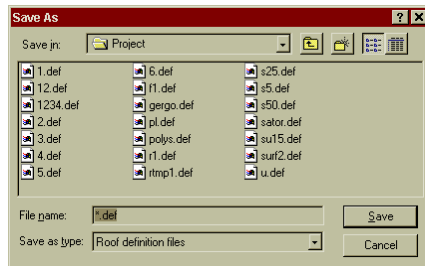 Save As
Save in: Project
1.def 6.def s25.def
12.def f1.def s5.def
1234.def gergo.def s50.def
2.def pl.def sator.def
3.def polys.def su15.def
4.def r1.def surf2.def
5.def rtmp1.def u.def
File name: *.def Save
Save as type: Roof definition files Cancel